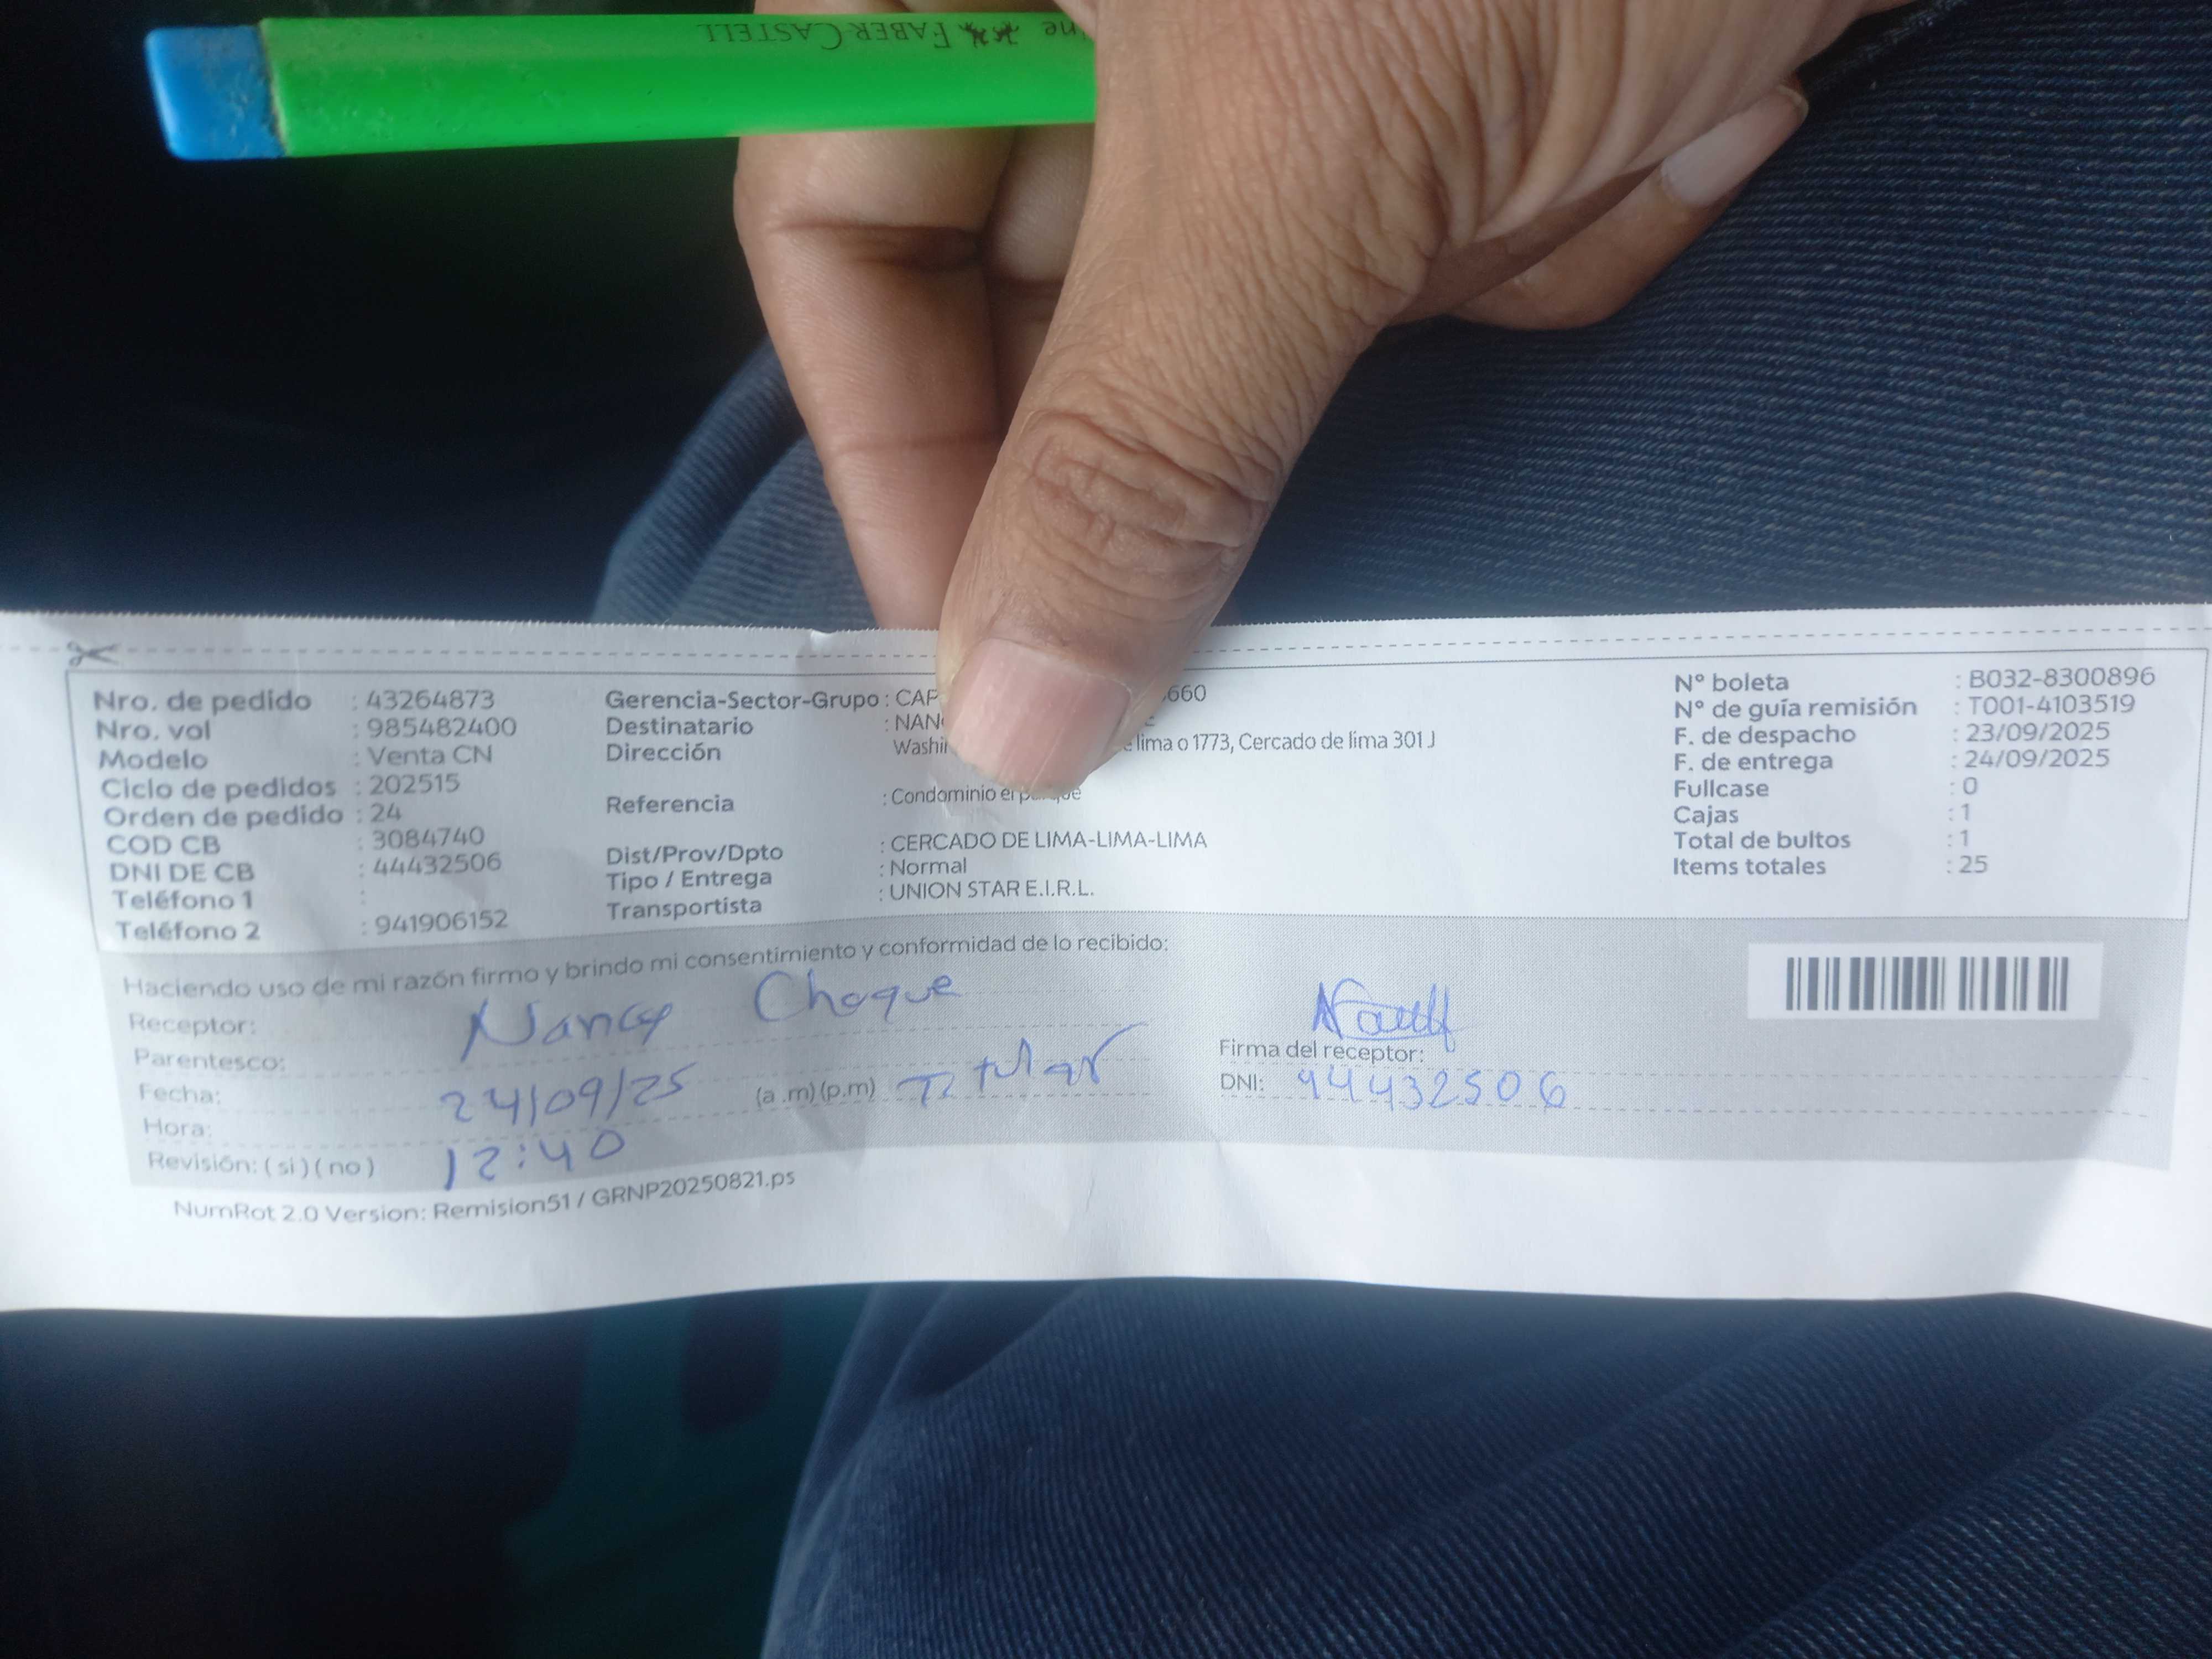 FABER-CASTELL
Nro. de pedido : 43264873
Nro. vol : 985482400
Modelo : Venta CN
Ciclo de pedidos : 202515
Orden de pedido : 24
COD CB : 3084740
DNI DE CB : 44432506
Teléfono 1 :
Teléfono 2 : 941906152
Gerencia-Sector-Grupo : CAP 660
Destinatario : NAN
Dirección Washi lima o 1773, Cercado de lima 301 J
Referencia : Condominio el parque
Dist/Prov/Dpto : CERCADO DE LIMA-LIMA-LIMA
Tipo / Entrega : Normal
Transportista : UNION STAR E.I.R.L.
N° boleta : B032-8300896
N° de guía remisión : T001-4103519
F. de despacho : 23/09/2025
F. de entrega : 24/09/2025
Fullcase : 0
Cajas : 1
Total de bultos : 1
Items totales : 25
Haciendo uso de mi razón firmo y brindo mi consentimiento y conformidad de lo recibido:
Receptor: Nancy Choque
Parentesco: Titular
Fecha: 24/09/25 (a .m) (p.m)
Hora: 12:40
Revisión: ( si ) ( no )
Firma del receptor:
DNI: 44432506
NumRot 2.0 Version: Remision51 / GRNP20250821.ps